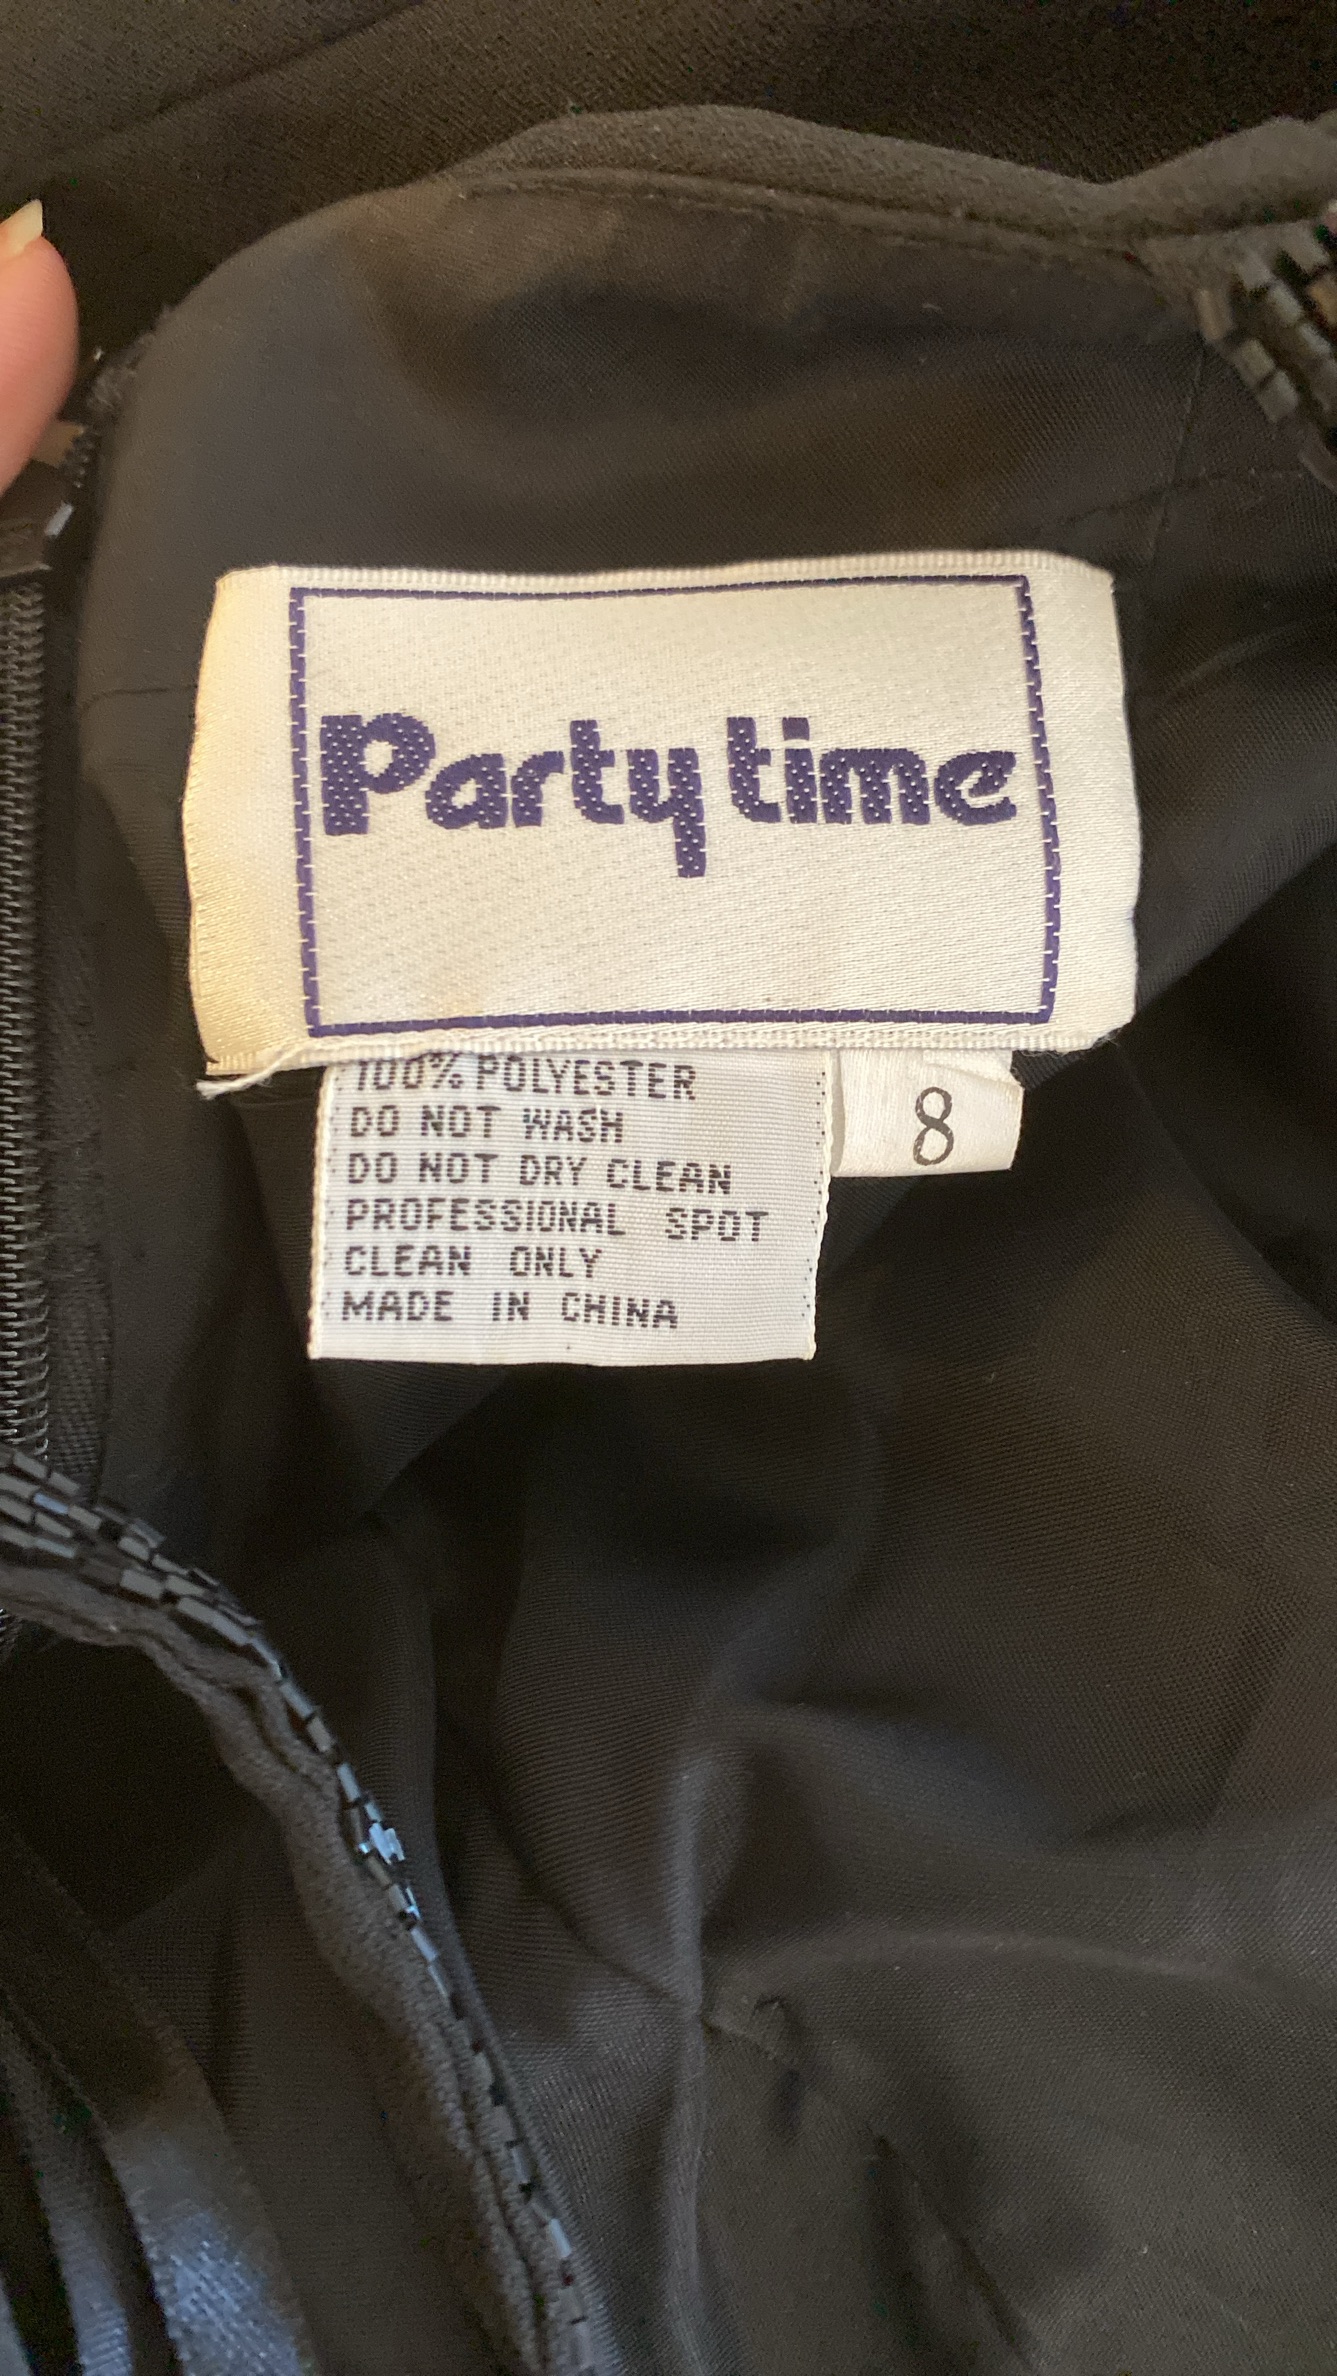 Party time
100% POLYESTER
DO NOT WASH
DO NOT DRY CLEAN
PROFESSIONAL SPOT
CLEAN ONLY
MADE IN CHINA
8